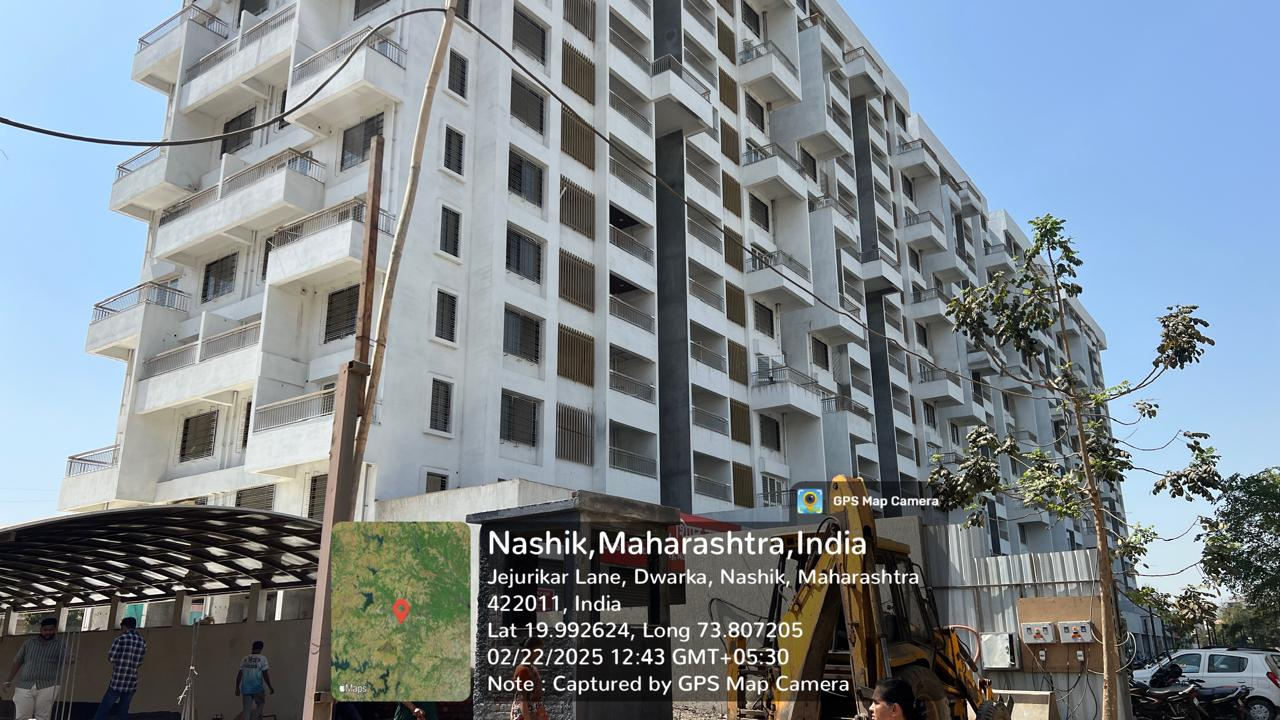 GPS Map Camera
Nashik,Maharashtra,India
Jejurikar Lane, Dwarka, Nashik, Maharashtra
422011, India
Lat 19.992624, Long 73.807205
02/22/2025 12:43 GMT+05:30
Note : Captured by GPS Map Camera
Maps